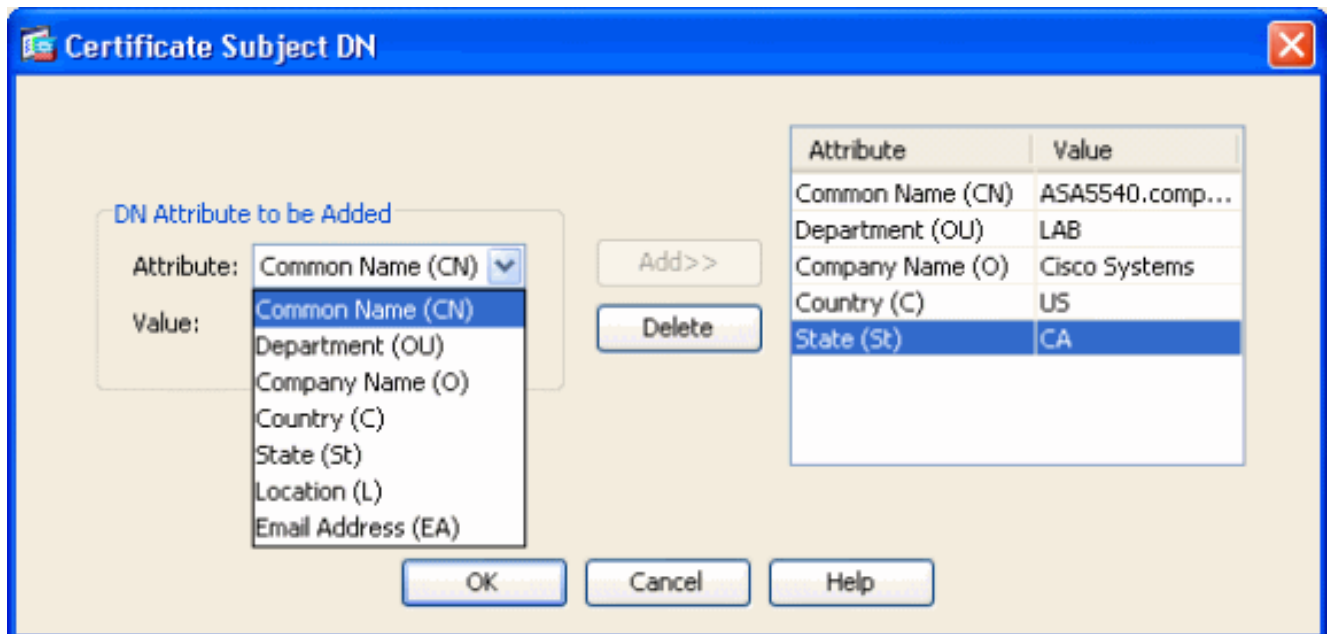 Certificate Subject DN
DN Attribute to be Added
Attribute: Common Name (CN)
Value:
Common Name (CN)
Department (OU)
Company Name (O)
Country (C)
State (St)
Location (L)
Email Address (EA)
Add>>
Delete
Attribute Value
Common Name (CN) ASA5540.comp...
Department (OU) LAB
Company Name (O) Cisco Systems
Country (C) US
State (St) CA
OK Cancel Help